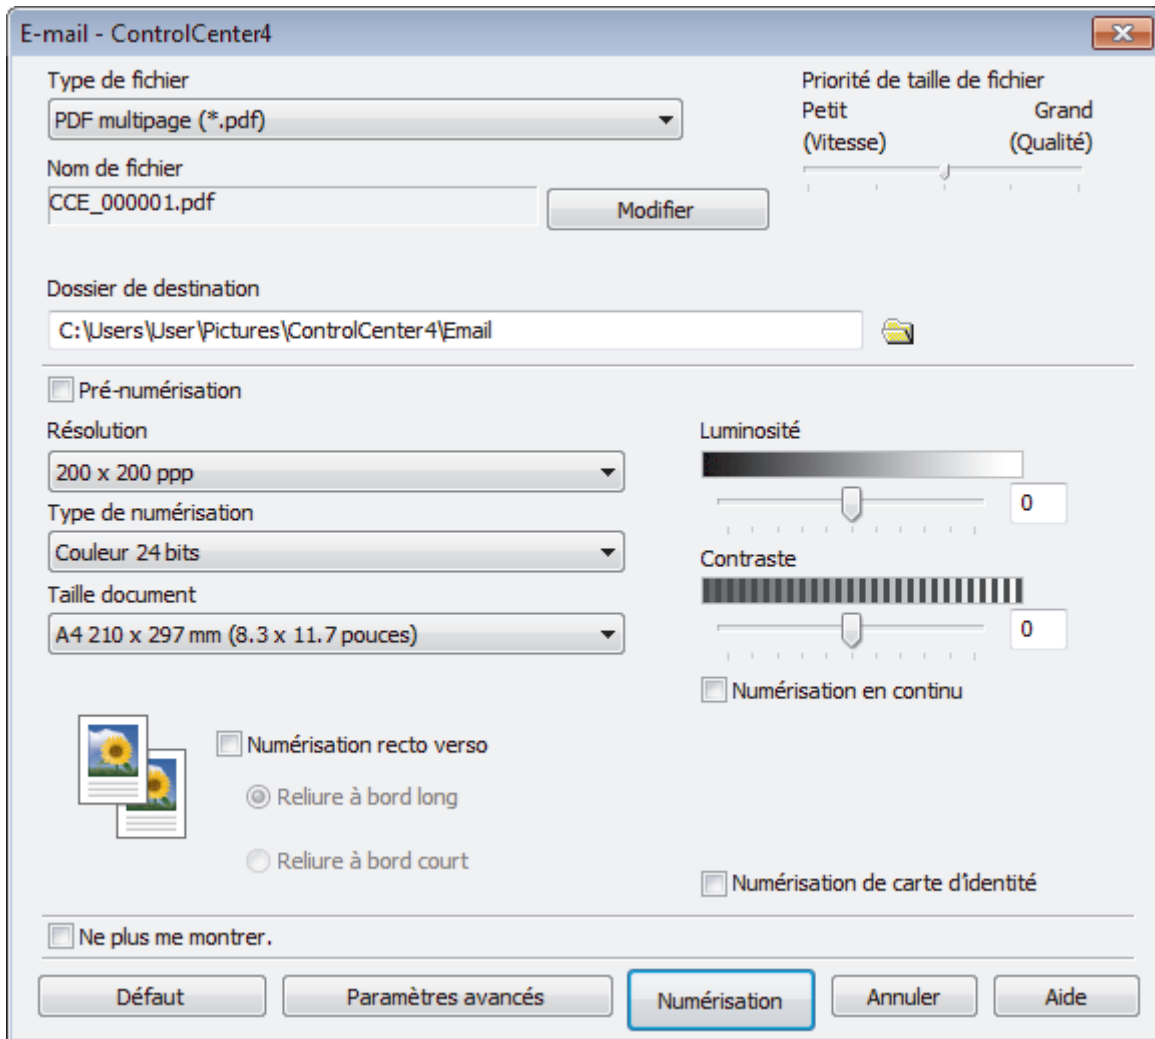 E-mail - ControlCenter4
Type de fichier
PDF multipage (*.pdf)
Priorité de taille de fichier
Petit Grand
(Vitesse) (Qualité)
Nom de fichier
CCE_000001.pdf
Modifier
Dossier de destination
C:\Users\User\Pictures\ControlCenter4\Email
Pré-numérisation
Résolution
200 x 200 ppp
Type de numérisation
Couleur 24 bits
Taille document
A4 210 x 297 mm (8.3 x 11.7 pouces)
Luminosité
0
Contraste
0
Numérisation en continu
Numérisation recto verso
Reliure à bord long
Reliure à bord court
Numérisation de carte d'identité
Ne plus me montrer.
Défaut
Paramètres avancés
Numérisation
Annuler
Aide